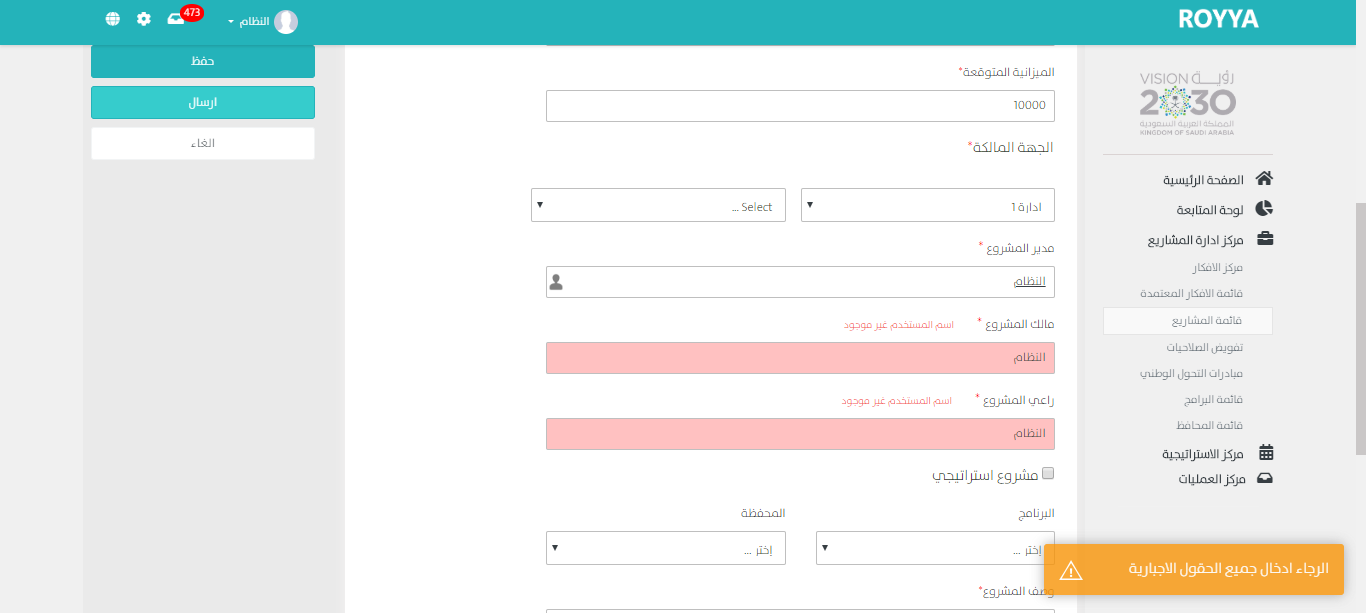 ROYYA
النظام
473
VISION رؤيــة
2030
المملكة العربية السعودية
KINGDOM OF SAUDI ARABIA
الصفحة الرئيسية
لوحة المتابعة
مركز ادارة المشاريع
مركز الافكار
قائمة الافكار المعتمدة
قائمة المشاريع
تفويض الصلاحيات
مبادرات التحول الوطني
قائمة البرامج
قائمة المحافظ
مركز الاستراتيجية
مركز العمليات
الميزانية المتوقعة*
10000
الجهة المالكة*
ادارة 1
Select ...
مدير المشروع *
النظام
مالك المشروع * اسم المستخدم غير موجود
النظام
راعي المشروع * اسم المستخدم غير موجود
النظام
مشروع استراتيجي
البرنامج
المحفظة
إختر ...
إختر ...
وصف المشروع*
حفظ
ارسال
الغاء
الرجاء ادخال جميع الحقول الاجبارية